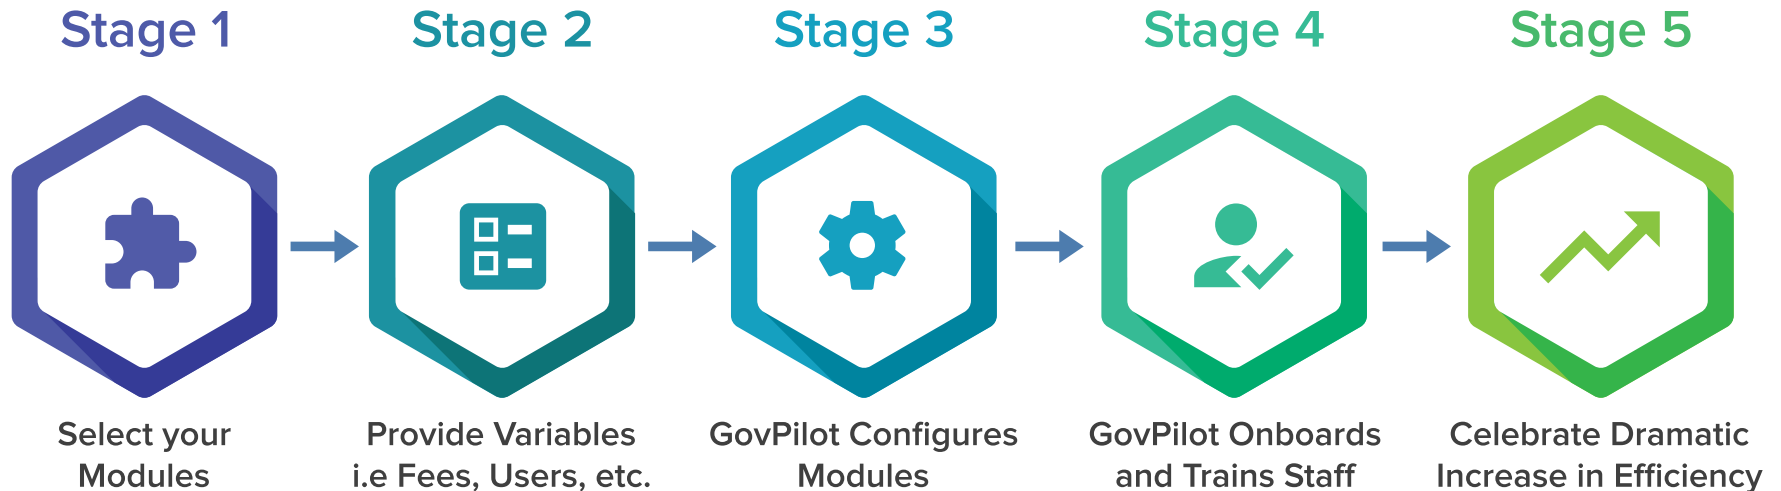 Stage 1
Stage 2
Stage 3
Stage 4
Stage 5
Select your
Modules
Provide Variables
i.e Fees, Users, etc.
GovPilot Configures
Modules
GovPilot Onboards
and Trains Staff
Celebrate Dramatic
Increase in Efficiency